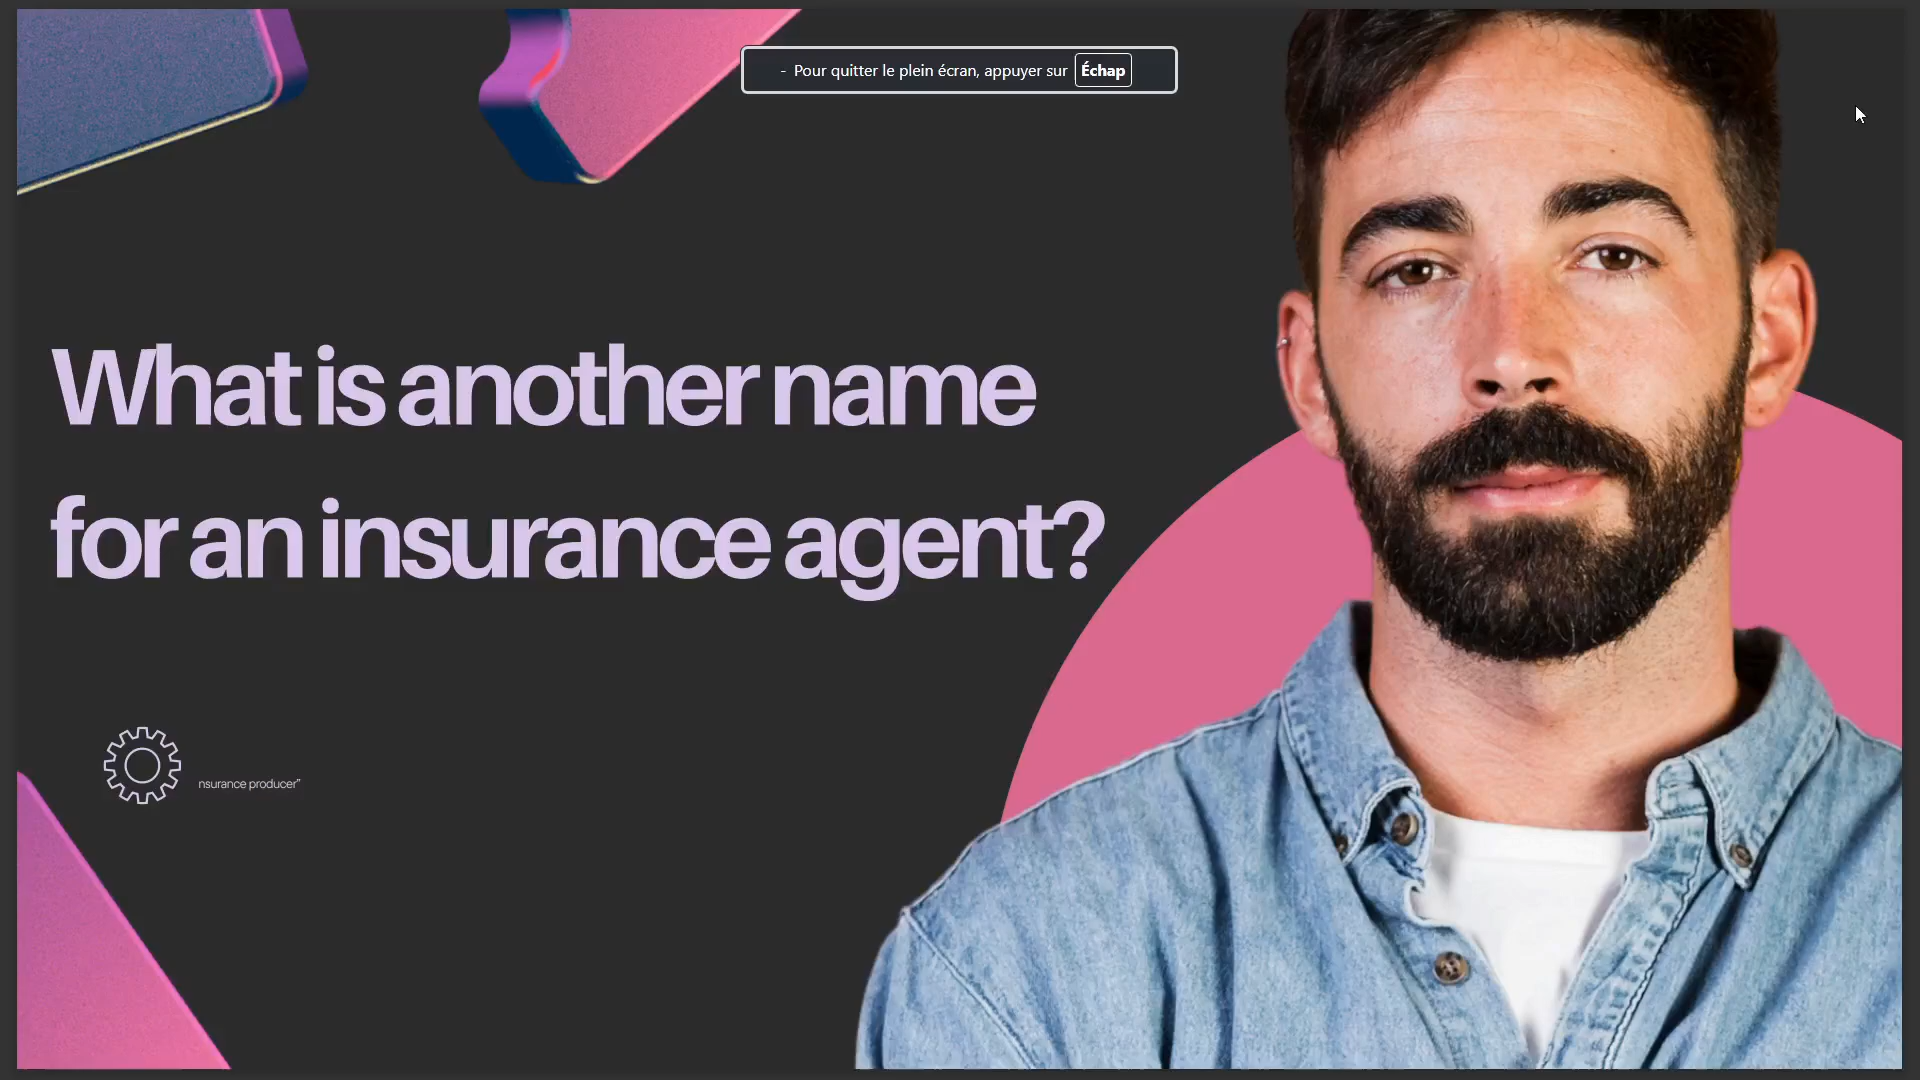 - Pour quitter le plein écran, appuyer sur Échap
What is another name
for an insurance agent?
nsurance producer”